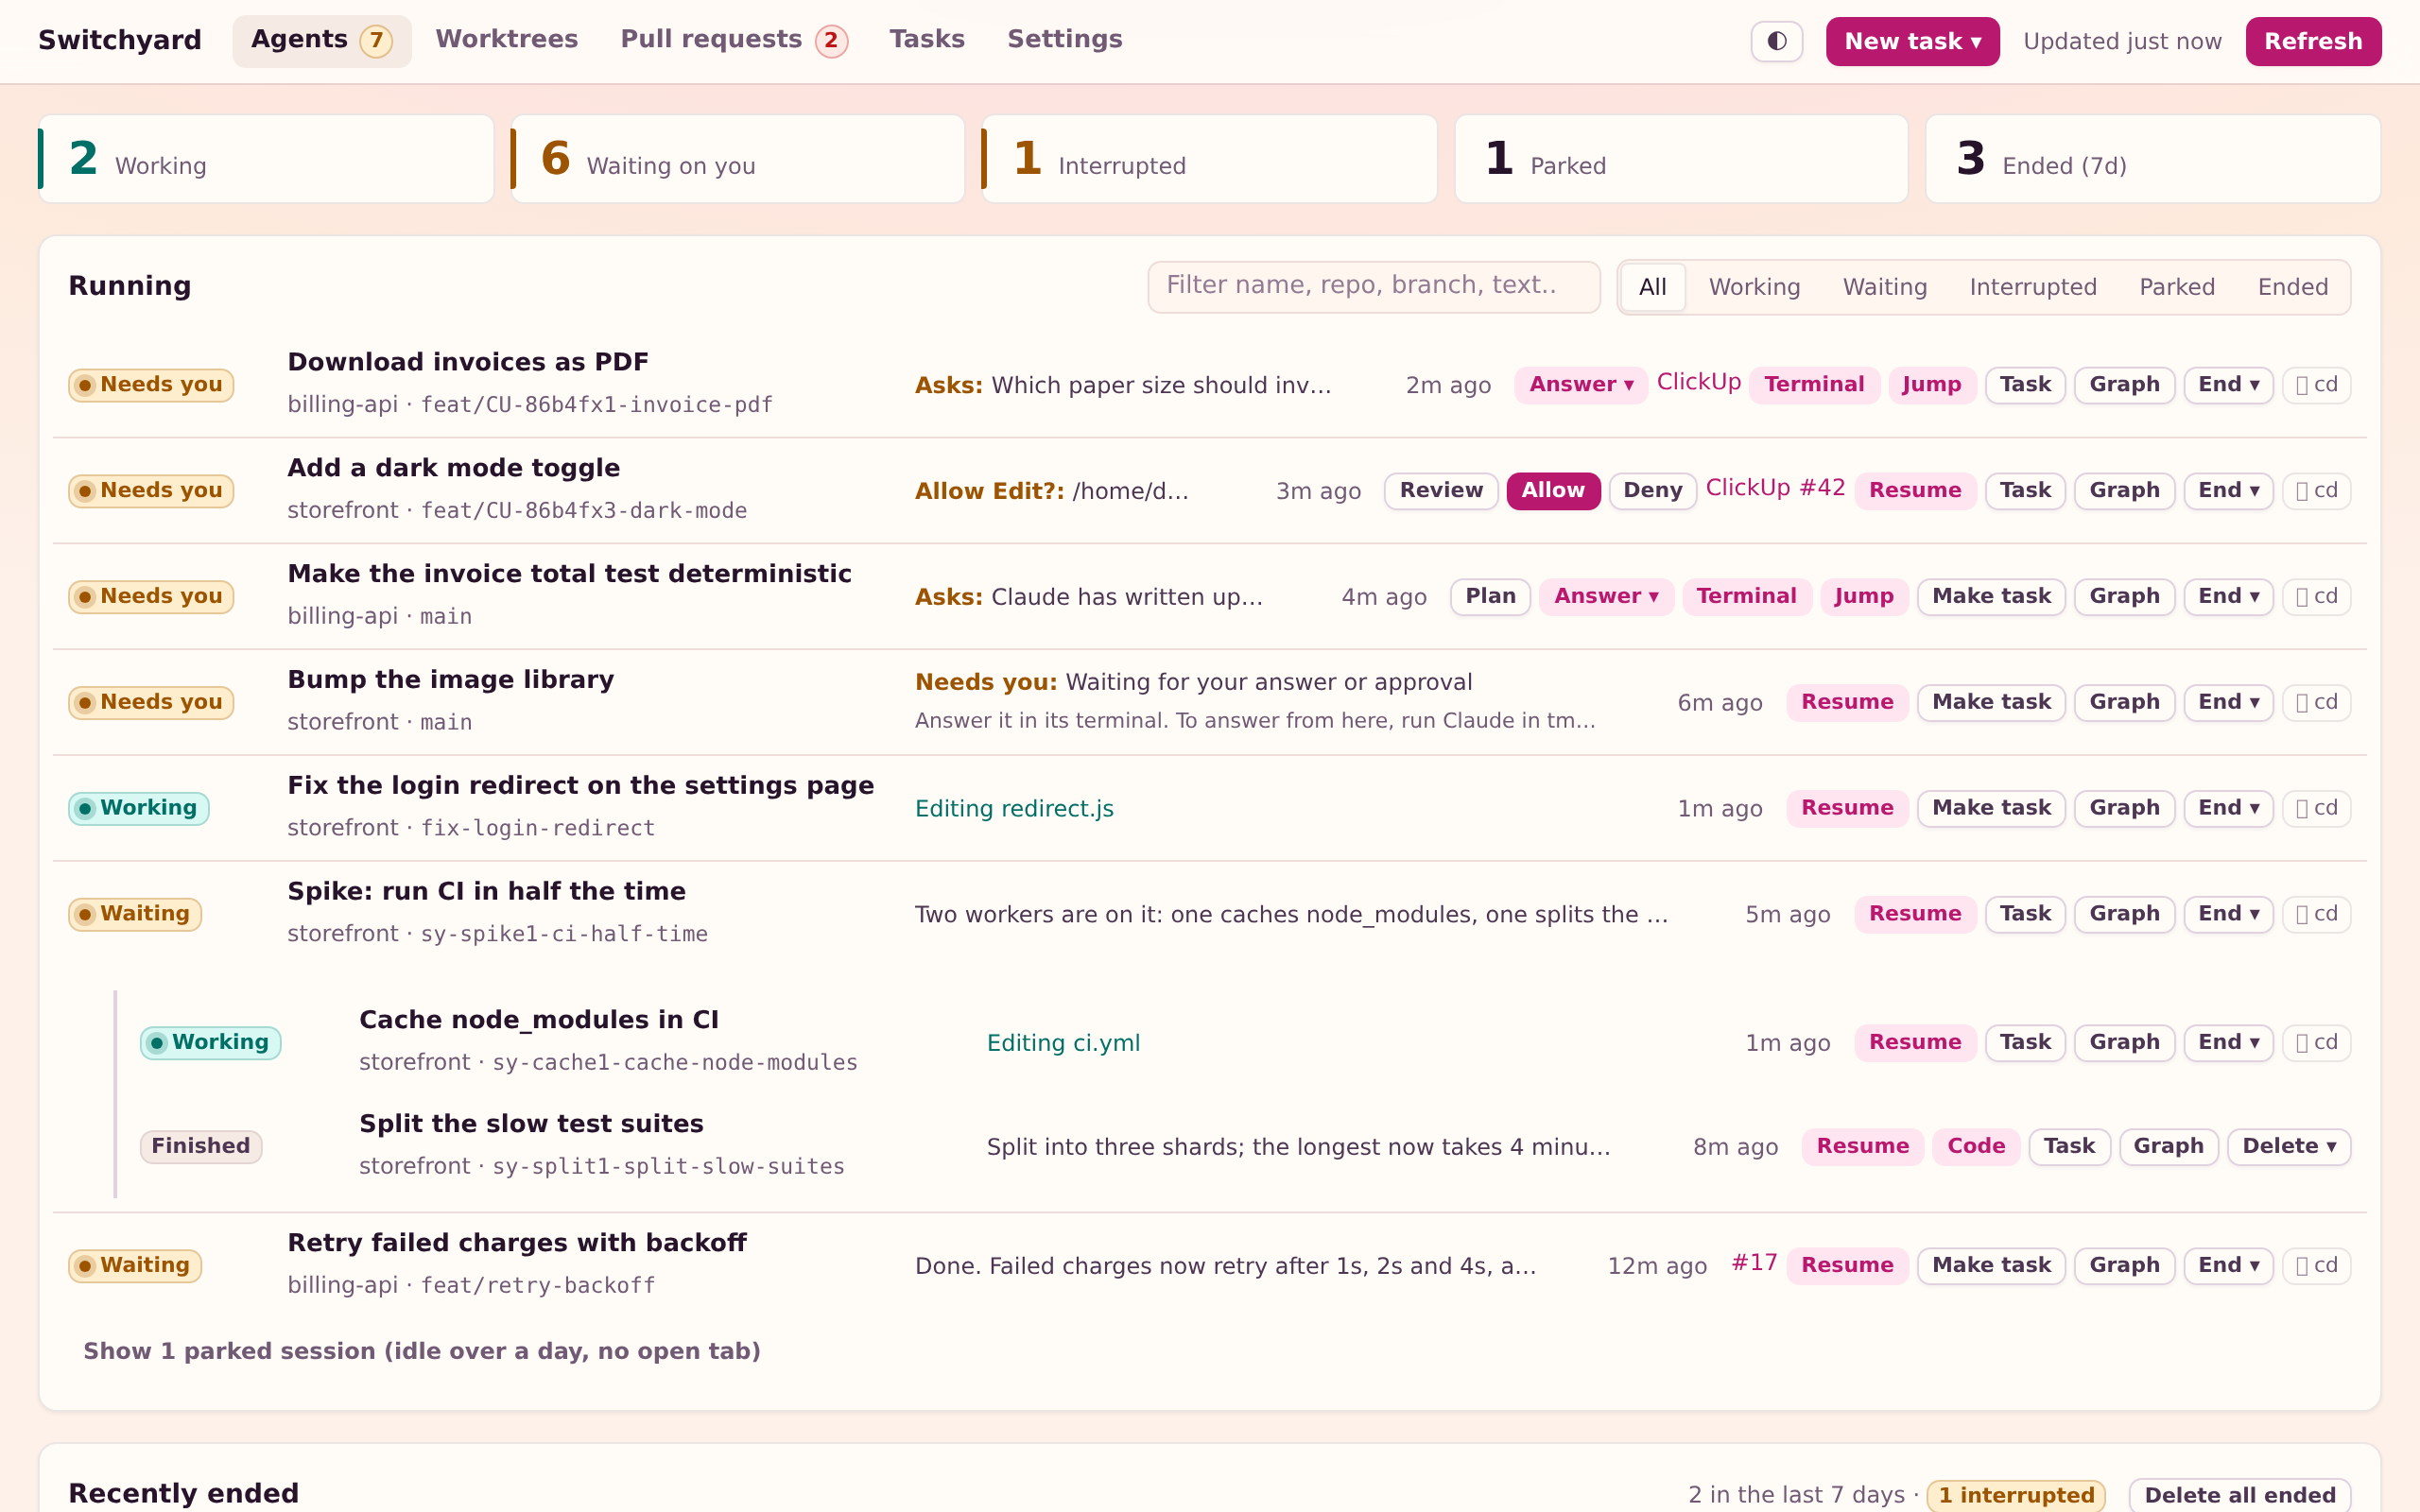 Switchyard Agents 7 Worktrees Pull requests 2 Tasks Settings New task ▾ Updated just now Refresh
2 Working 6 Waiting on you 1 Interrupted 1 Parked 3 Ended (7d)
Running Filter name, repo, branch, text.. All Working Waiting Interrupted Parked Ended
Needs you Download invoices as PDF
billing-api · feat/CU-86b4fx1-invoice-pdf
Asks: Which paper size should inv... 2m ago Answer ▾ ClickUp Terminal Jump Task Graph End ▾ cd
Needs you Add a dark mode toggle
storefront · feat/CU-86b4fx3-dark-mode
Allow Edit?: /home/d... 3m ago Review Allow Deny ClickUp #42 Resume Task Graph End ▾ cd
Needs you Make the invoice total test deterministic
billing-api · main
Asks: Claude has written up... 4m ago Plan Answer ▾ Terminal Jump Make task Graph End ▾ cd
Needs you Bump the image library
storefront · main
Needs you: Waiting for your answer or approval
Answer it in its terminal. To answer from here, run Claude in tm...
6m ago Resume Make task Graph End ▾ cd
Working Fix the login redirect on the settings page
storefront · fix-login-redirect
Editing redirect.js 1m ago Resume Make task Graph End ▾ cd
Waiting Spike: run CI in half the time
storefront · sy-spike1-ci-half-time
Two workers are on it: one caches node_modules, one splits the ... 5m ago Resume Task Graph End ▾ cd
Working Cache node_modules in CI
storefront · sy-cache1-cache-node-modules
Editing ci.yml 1m ago Resume Task Graph End ▾ cd
Finished Split the slow test suites
storefront · sy-split1-split-slow-suites
Split into three shards; the longest now takes 4 minu... 8m ago Resume Code Task Graph Delete ▾
Waiting Retry failed charges with backoff
billing-api · feat/retry-backoff
Done. Failed charges now retry after 1s, 2s and 4s, a... 12m ago #17 Resume Make task Graph End ▾ cd
Show 1 parked session (idle over a day, no open tab)
Recently ended 2 in the last 7 days · 1 interrupted Delete all ended